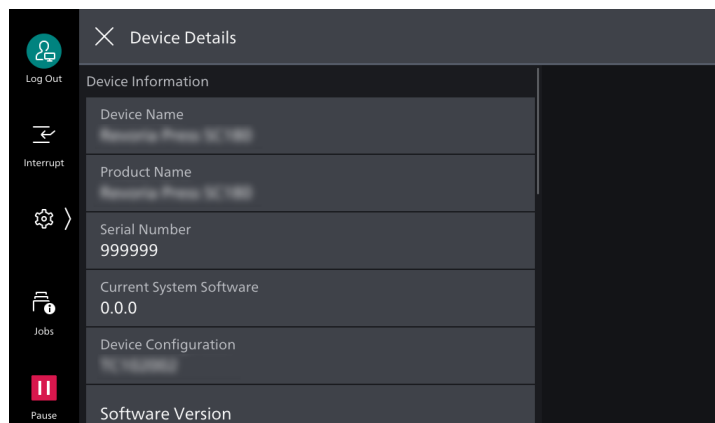 Device Details
Log Out
Device Information
Device Name
Interrupt
Product Name
Serial Number
999999
Current System Software
0.0.0
Jobs
Device Configuration
Pause
Software Version